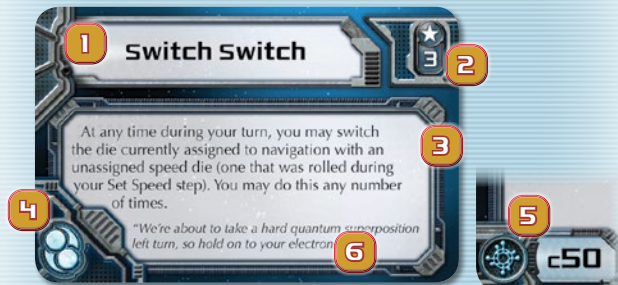 1
Switch Switch
3
2
At any time during your turn, you may switch
the die currently assigned to navigation with an
unassigned speed die (one that was rolled during
your Set Speed step). You may do this any number
of times.
3
4
"We're about to take a hard quantum superposition
left turn, so hold on to your
6
5
c50